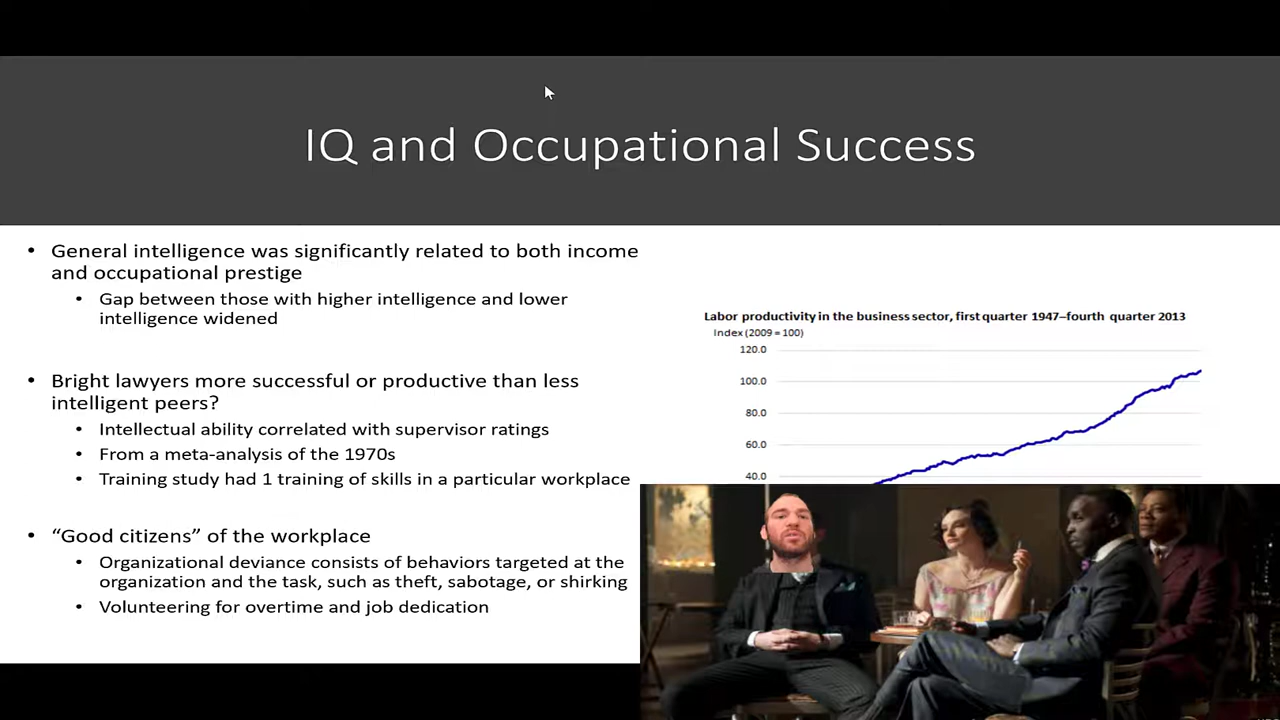 IQ and Occupational Success
• General intelligence was significantly related to both income
and occupational prestige
• Gap between those with higher intelligence and lower
intelligence widened
• Bright lawyers more successful or productive than less
intelligent peers?
• Intellectual ability correlated with supervisor ratings
• From a meta-analysis of the 1970s
• Training study had 1 training of skills in a particular workplace
• “Good citizens” of the workplace
• Organizational deviance consists of behaviors targeted at the
organization and the task, such as theft, sabotage, or shirking
• Volunteering for overtime and job dedication
Labor productivity in the business sector, first quarter 1947–fourth quarter 2013
Index (2009 = 100)
120.0
100.0
80.0
60.0
40.0